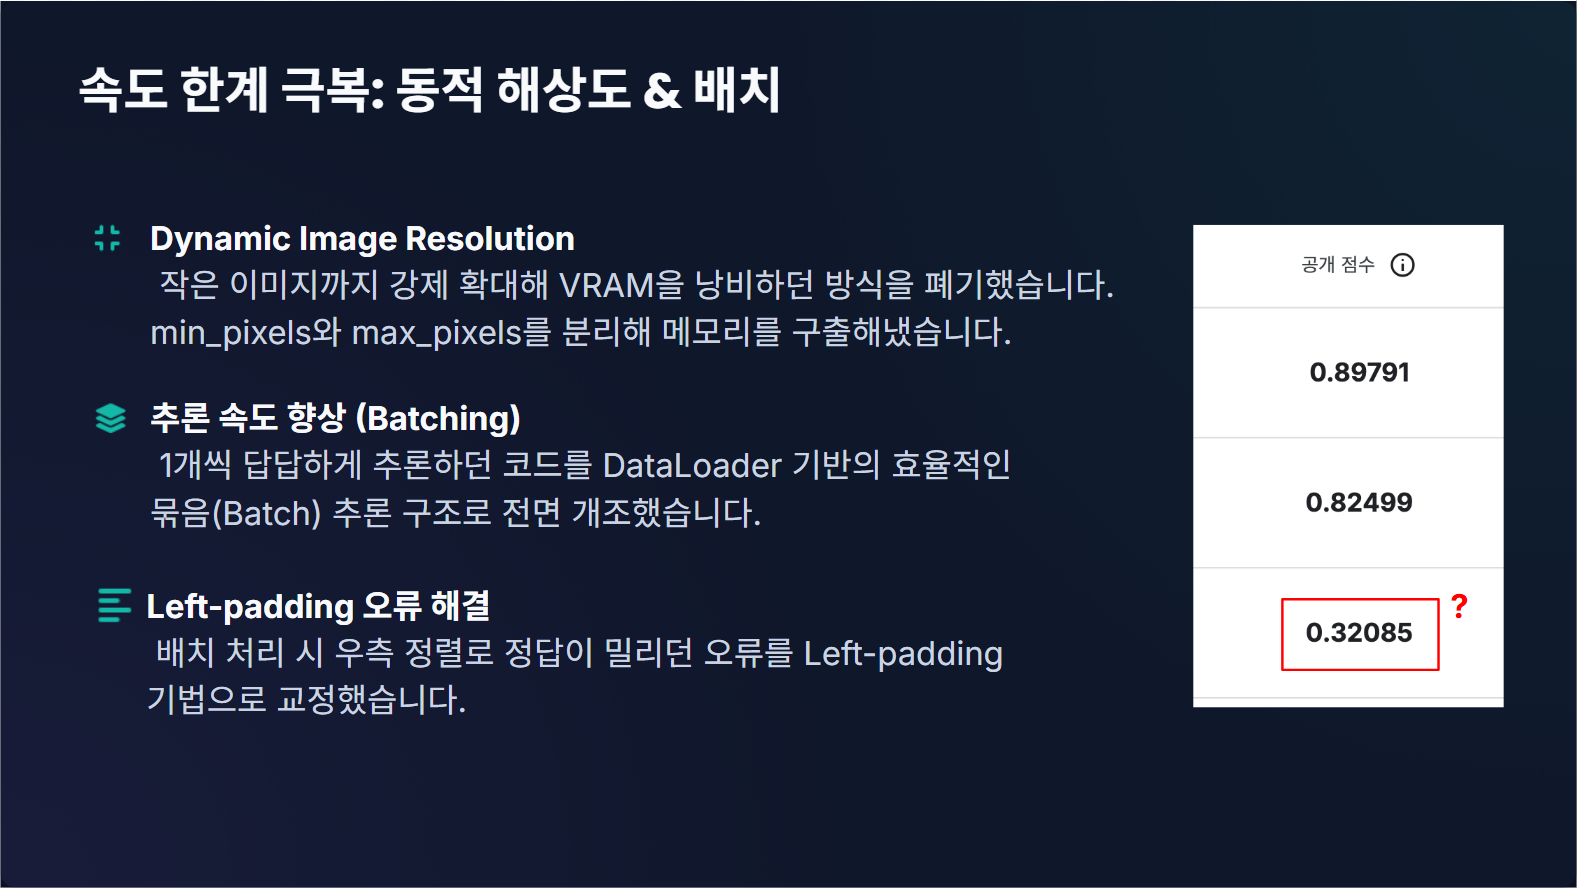 속도 한계 극복: 동적 해상도 & 배치
Dynamic Image Resolution
작은 이미지까지 강제 확대해 VRAM을 낭비하던 방식을 폐기했습니다.
min_pixels와 max_pixels를 분리해 메모리를 구출해냈습니다.
추론 속도 향상 (Batching)
1개씩 답답하게 추론하던 코드를 DataLoader 기반의 효율적인
묶음(Batch) 추론 구조로 전면 개조했습니다.
Left-padding 오류 해결
배치 처리 시 우측 정렬로 정답이 밀리던 오류를 Left-padding
기법으로 교정했습니다.
공개 점수
0.89791
0.82499
0.32085 ?